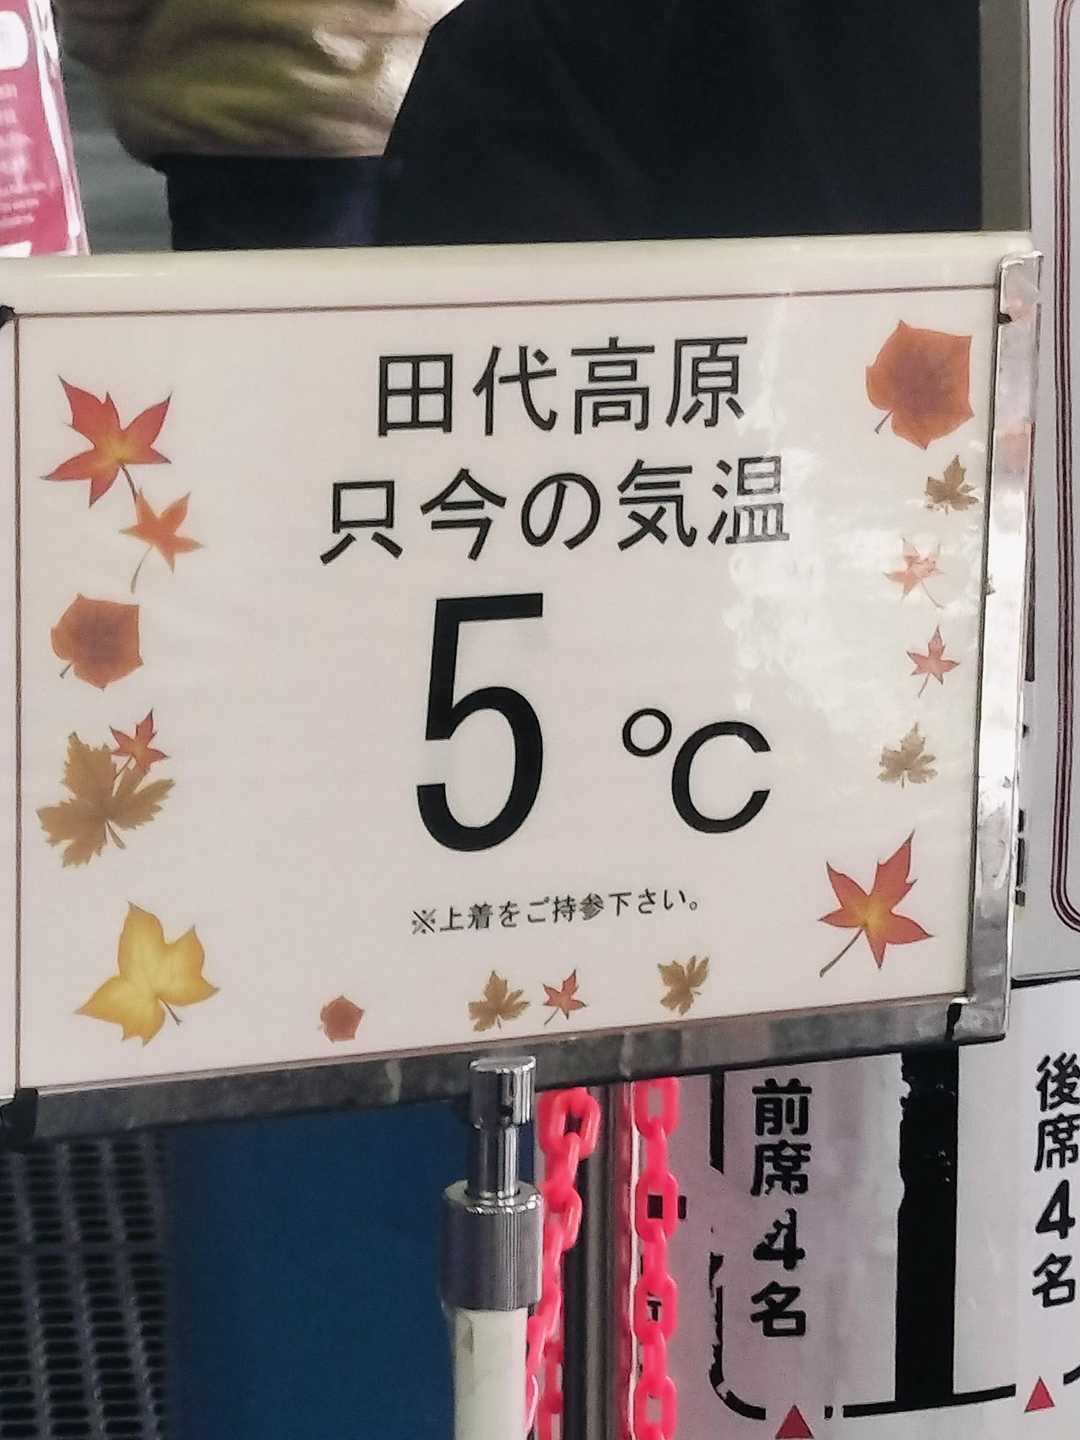 田代高原
只今の気温
5 ℃
※上着をご持参下さい。
前席4名
後席4名